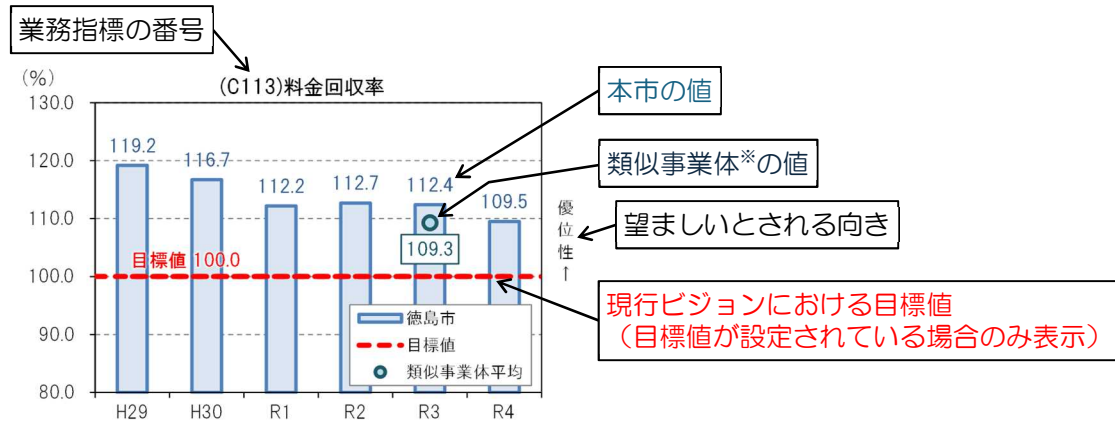 業務指標の番号
(%)
(C113)料金回収率
130.0
120.0
110.0
100.0
90.0
80.0
119.2
116.7
112.2
112.7
112.4
109.5
109.3
目標値 100.0
徳島市
目標値
類似事業体平均
H29
H30
R1
R2
R3
R4
優位性↑
本市の値
類似事業体※の値
望ましいとされる向き
現行ビジョンにおける目標値
（目標値が設定されている場合のみ表示）